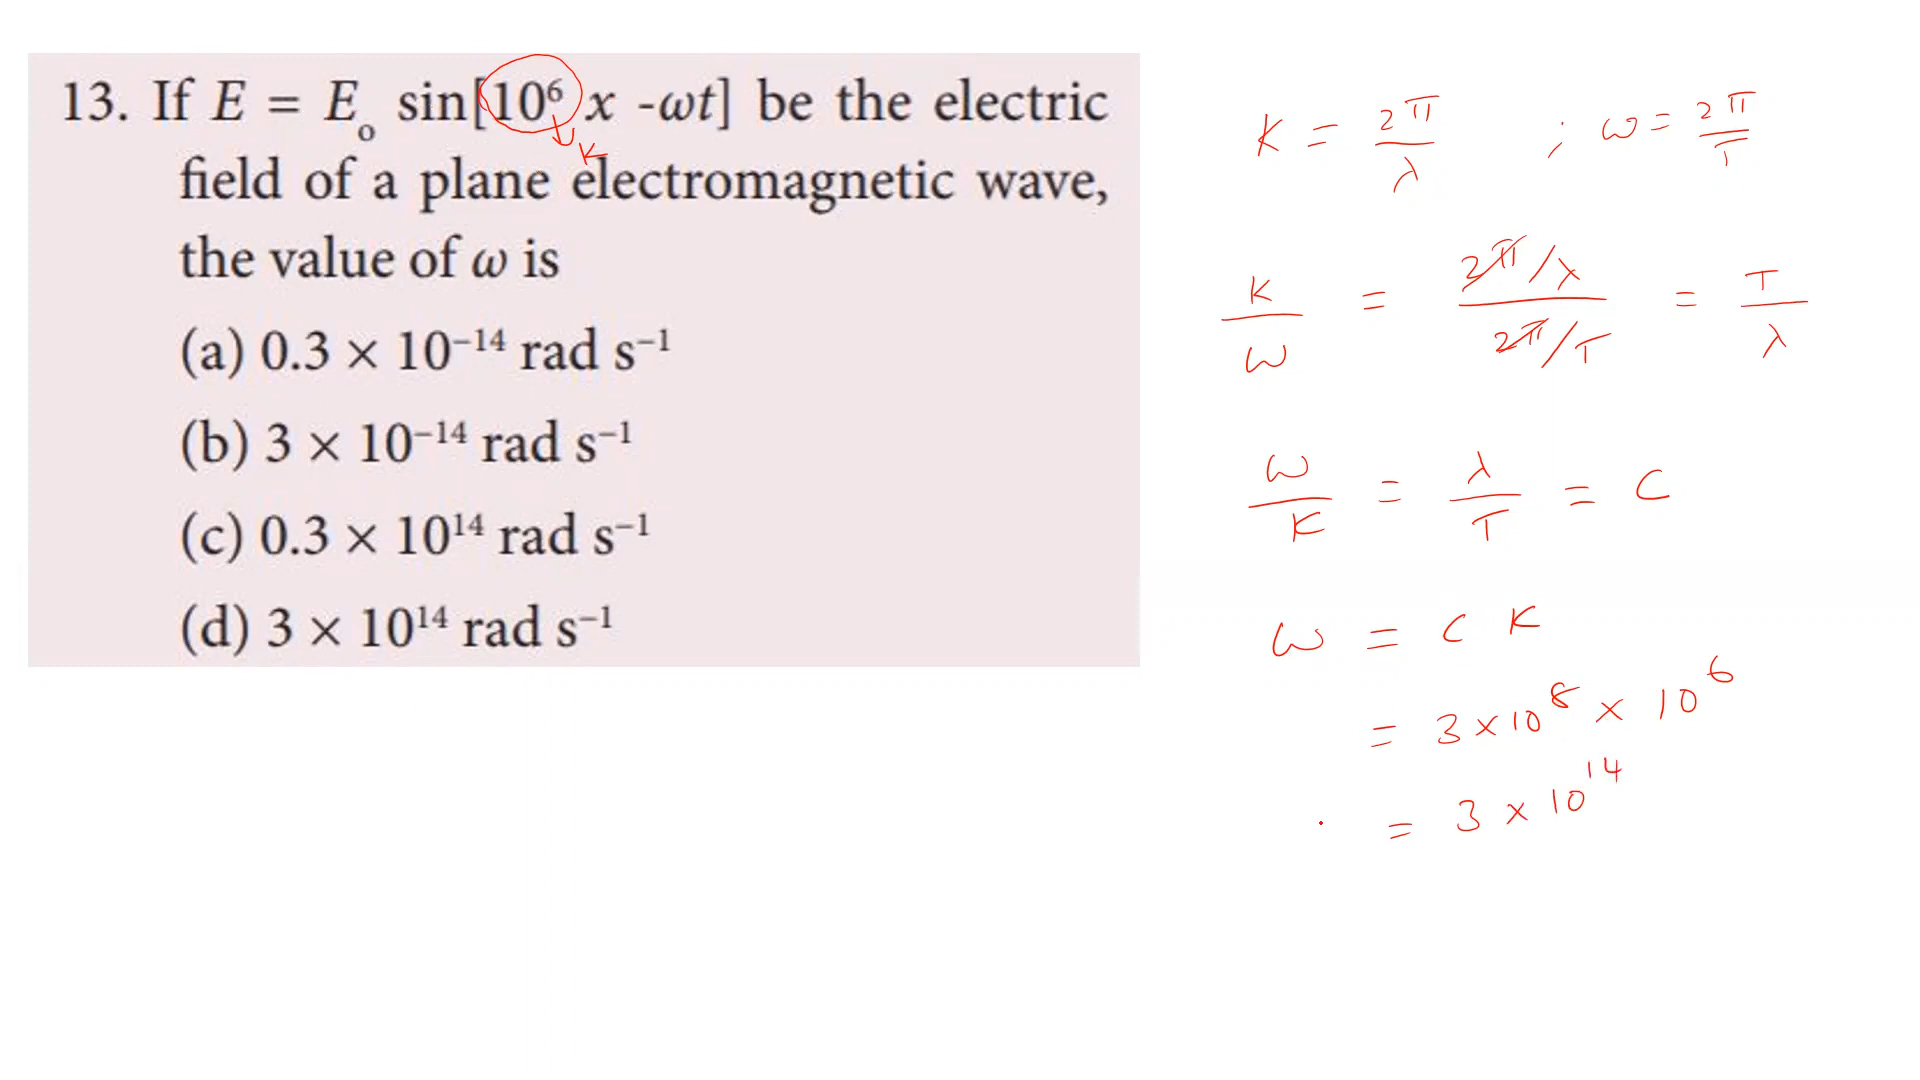 13. If E = E₀ sin[10⁶ x -ωt] be the electric
K
field of a plane electromagnetic wave,
the value of ω is
(a) 0.3 × 10⁻¹⁴ rad s⁻¹
(b) 3 × 10⁻¹⁴ rad s⁻¹
(c) 0.3 × 10¹⁴ rad s⁻¹
(d) 3 × 10¹⁴ rad s⁻¹
K = 2π/λ ; ω = 2π/T
K/ω = (2π/λ)/(2π/T) = T/λ
ω/K = λ/T = C
ω = C K
= 3 × 10⁸ × 10⁶
= 3 × 10¹⁴